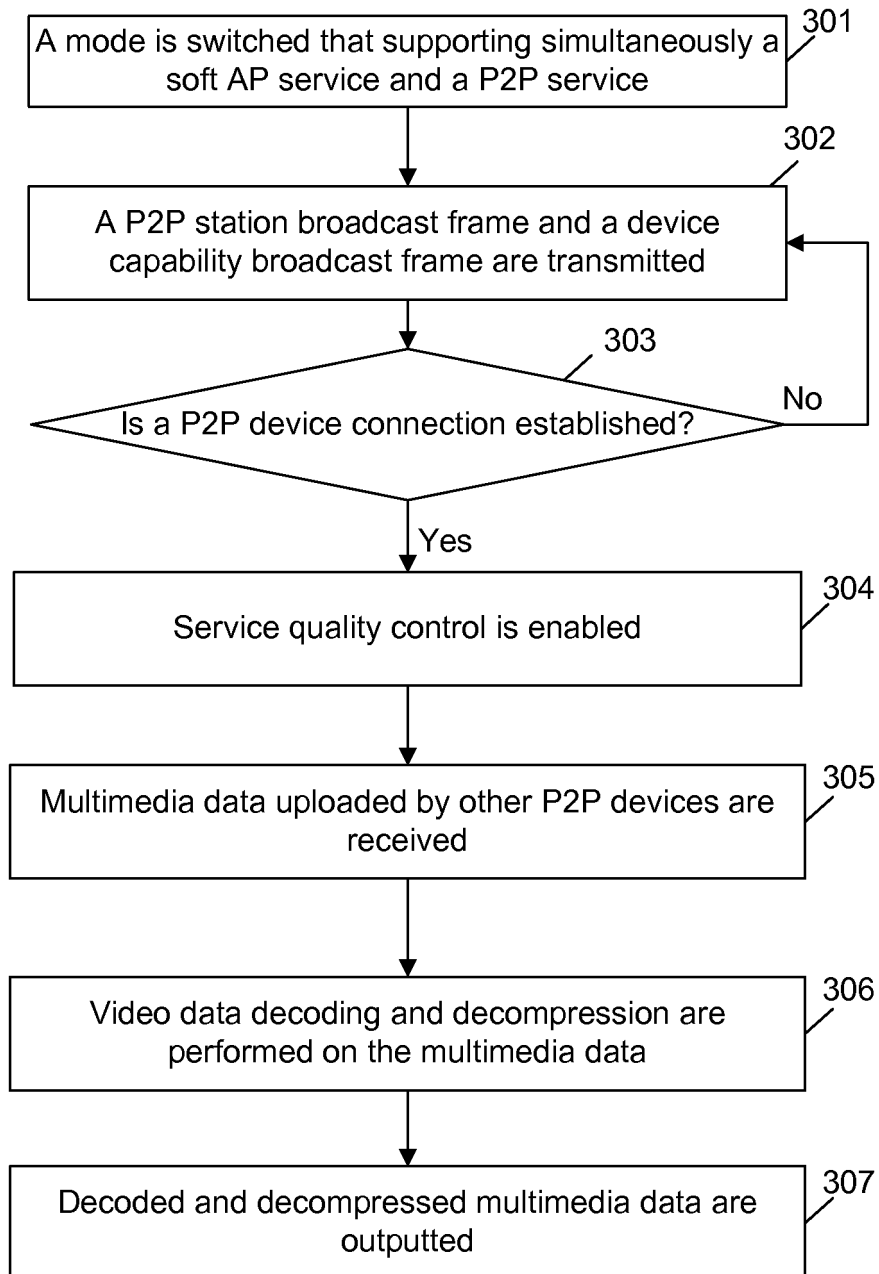 A mode is switched that supporting simultaneously a
soft AP service and a P2P service
301
302
A P2P station broadcast frame and a device
capability broadcast frame are transmitted
303
Is a P2P device connection established?
No
Yes
304
Service quality control is enabled
305
Multimedia data uploaded by other P2P devices are
received
306
Video data decoding and decompression are
performed on the multimedia data
307
Decoded and decompressed multimedia data are
outputted